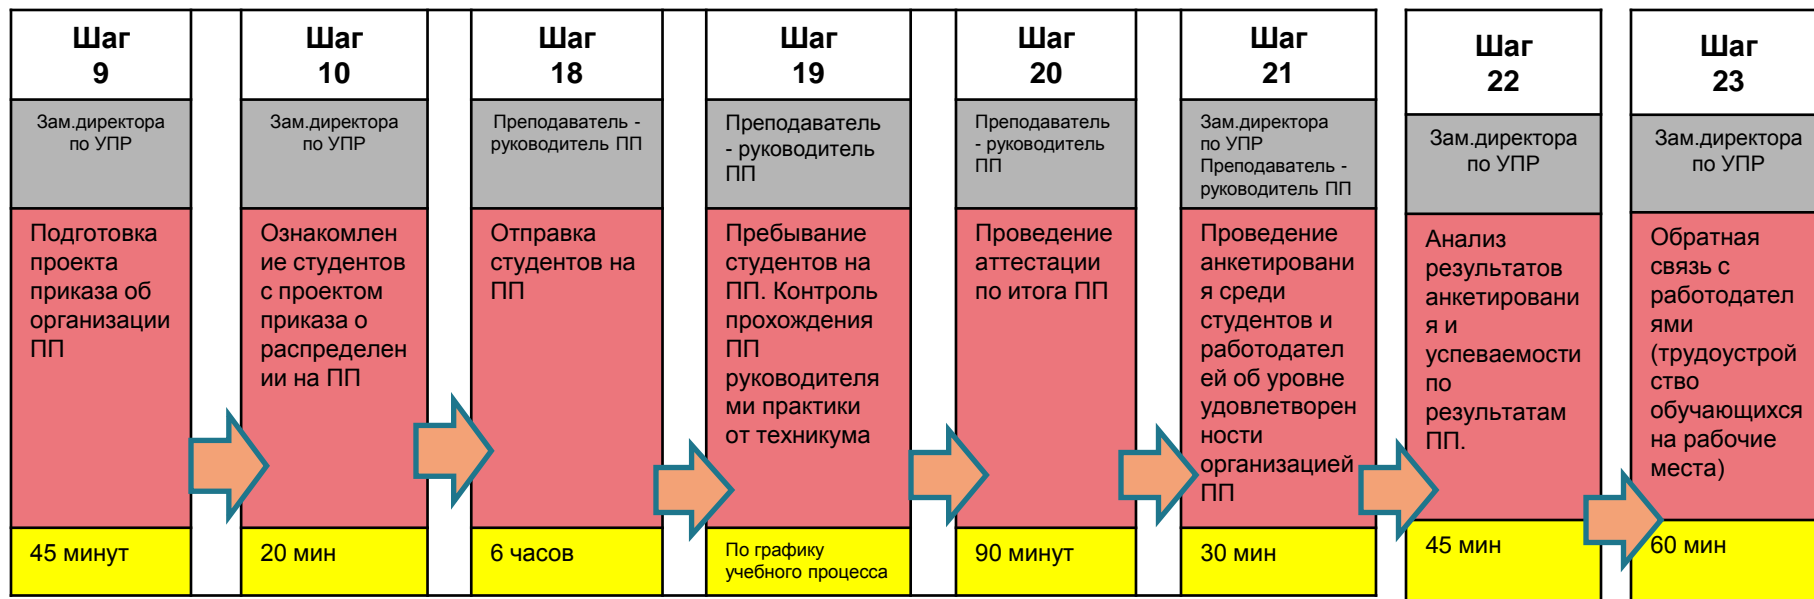 Шаг
9
Зам.директора
по УПР
Подготовка
проекта
приказа об
организации
ПП
45 минут
Шаг
10
Зам.директора
по УПР
Ознакомлен
ие студентов
с проектом
приказа о
распределен
ии на ПП
20 мин
Шаг
18
Преподаватель -
руководитель ПП
Отправка
студентов на
ПП
6 часов
Шаг
19
Преподаватель
- руководитель
ПП
Пребывание
студентов на
ПП. Контроль
прохождения
ПП
руководителя
ми практики
от техникума
По графику
учебного процесса
Шаг
20
Преподаватель
- руководитель
ПП
Проведение
аттестации
по итога ПП
90 минут
Шаг
21
Зам.директора
по УПР
Преподаватель -
руководитель ПП
Проведение
анкетировани
я среди
студентов и
работодател
ей об уровне
удовлетворен
ности
организацией
ПП
30 мин
Шаг
22
Зам.директора
по УПР
Анализ
результатов
анкетировани
я и
успеваемости
по
результатам
ПП.
45 мин
Шаг
23
Зам.директора
по УПР
Обратная
связь с
работодател
ями
(трудоустрой
ство
обучающихся
на рабочие
места)
60 мин